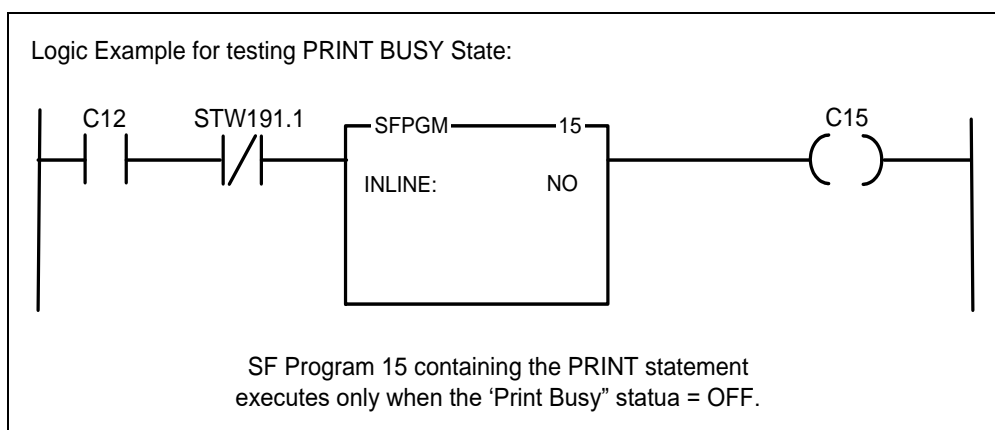 Logic Example for testing PRINT BUSY State:
C12 STW191.1 SFPGM 15 C15
INLINE: NO
SF Program 15 containing the PRINT statement
executes only when the ‘Print Busy” statua = OFF.